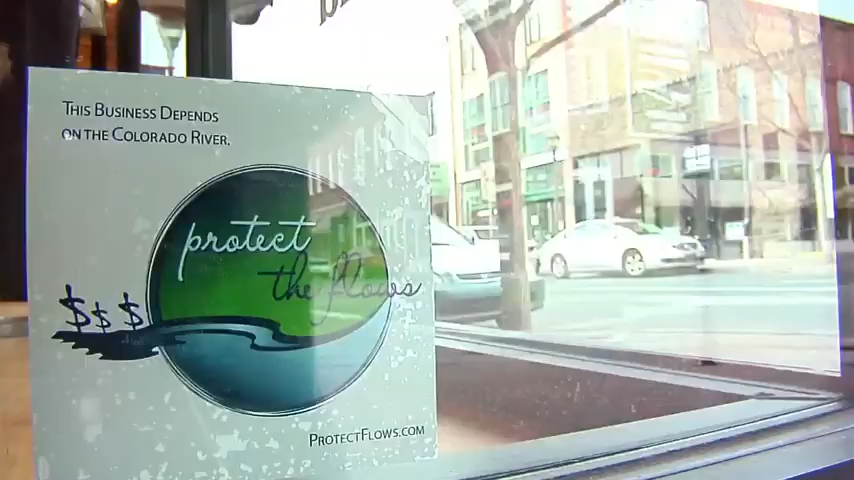 THIS BUSINESS DEPENDS
ON THE COLORADO RIVER.
protect
the flows
$$$
PROTECTFLOWS.COM